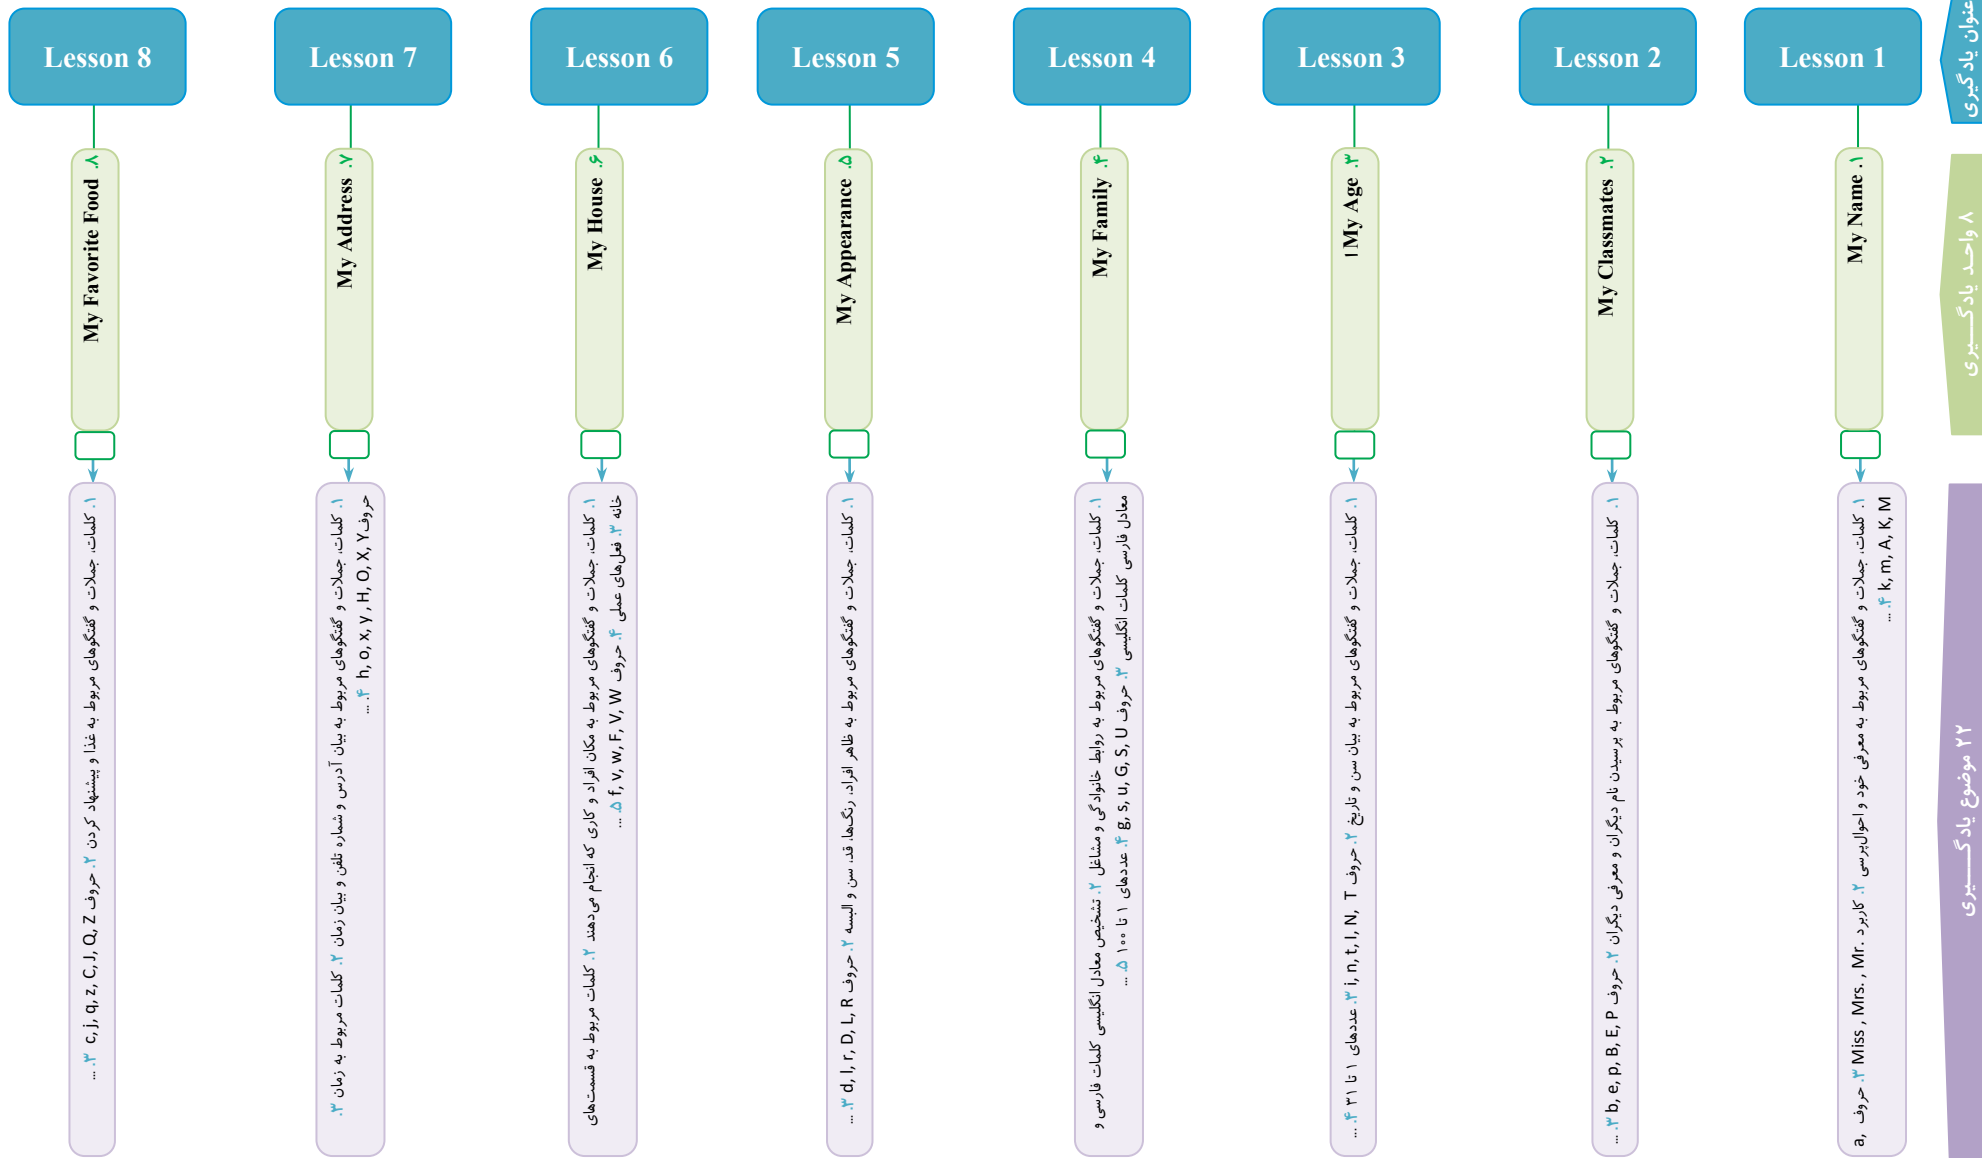 عنوان یادگیری
Lesson 1
Lesson 2
Lesson 3
Lesson 4
Lesson 5
Lesson 6
Lesson 7
Lesson 8
۸ واحد یادگـــــیری
۱. My Name
۲. My Classmates
۳. My Age۱
۴. My Family
۵. My Appearance
۶. My House
۷. My Address
۸. My Favorite Food
۲۲ موضوع یادگـــــیری
۱. کلمات، جملات و گفتگوهای مربوط به معرفی خود و احوال‌پرسی ۲. کاربرد Miss , Mrs. , Mr. ۳. حروف a,
k, m, A, K, M ۴. ...
۱. کلمات، جملات و گفتگوهای مربوط به پرسیدن نام دیگران و معرفی دیگران ۲. حروف b, e, p, B, E, P ۳. ...
۱. کلمات، جملات و گفتگوهای مربوط به بیان سن و تاریخ ۲. حروف i, n, t, I, N, T ۳. عددهای ۱ تا ۳۱ ۴. ...
۱. کلمات، جملات و گفتگوهای مربوط به روابط خانوادگی و مشاغل ۲. تشخیص معادل انگلیسی کلمات فارسی و
معادل فارسی کلمات انگلیسی ۳. حروف g, s, u, G, S, U ۴. عددهای ۱ تا ۱۰۰ ۵. ...
۱. کلمات، جملات و گفتگوهای مربوط به ظاهر افراد، رنگ‌ها، قد، سن و البسه ۲. حروف d, l, r, D, L, R ۳. ...
۱. کلمات، جملات و گفتگوهای مربوط به مکان افراد و کاری که انجام می‌دهند ۲. کلمات مربوط به قسمت‌های
خانه ۳. فعل‌های عملی ۴. حروف f, v, w, F, V, W ۵. ...
۱. کلمات، جملات و گفتگوهای مربوط به بیان آدرس و شماره تلفن و بیان زمان ۲. کلمات مربوط به زمان ۳.
حروف h, o, x, y , H, O, X, Y ۴. ...
۱. کلمات، جملات و گفتگوهای مربوط به غذا و پیشنهاد کردن ۲. حروف c, j, q, z, C, J, Q, Z ۳. ...